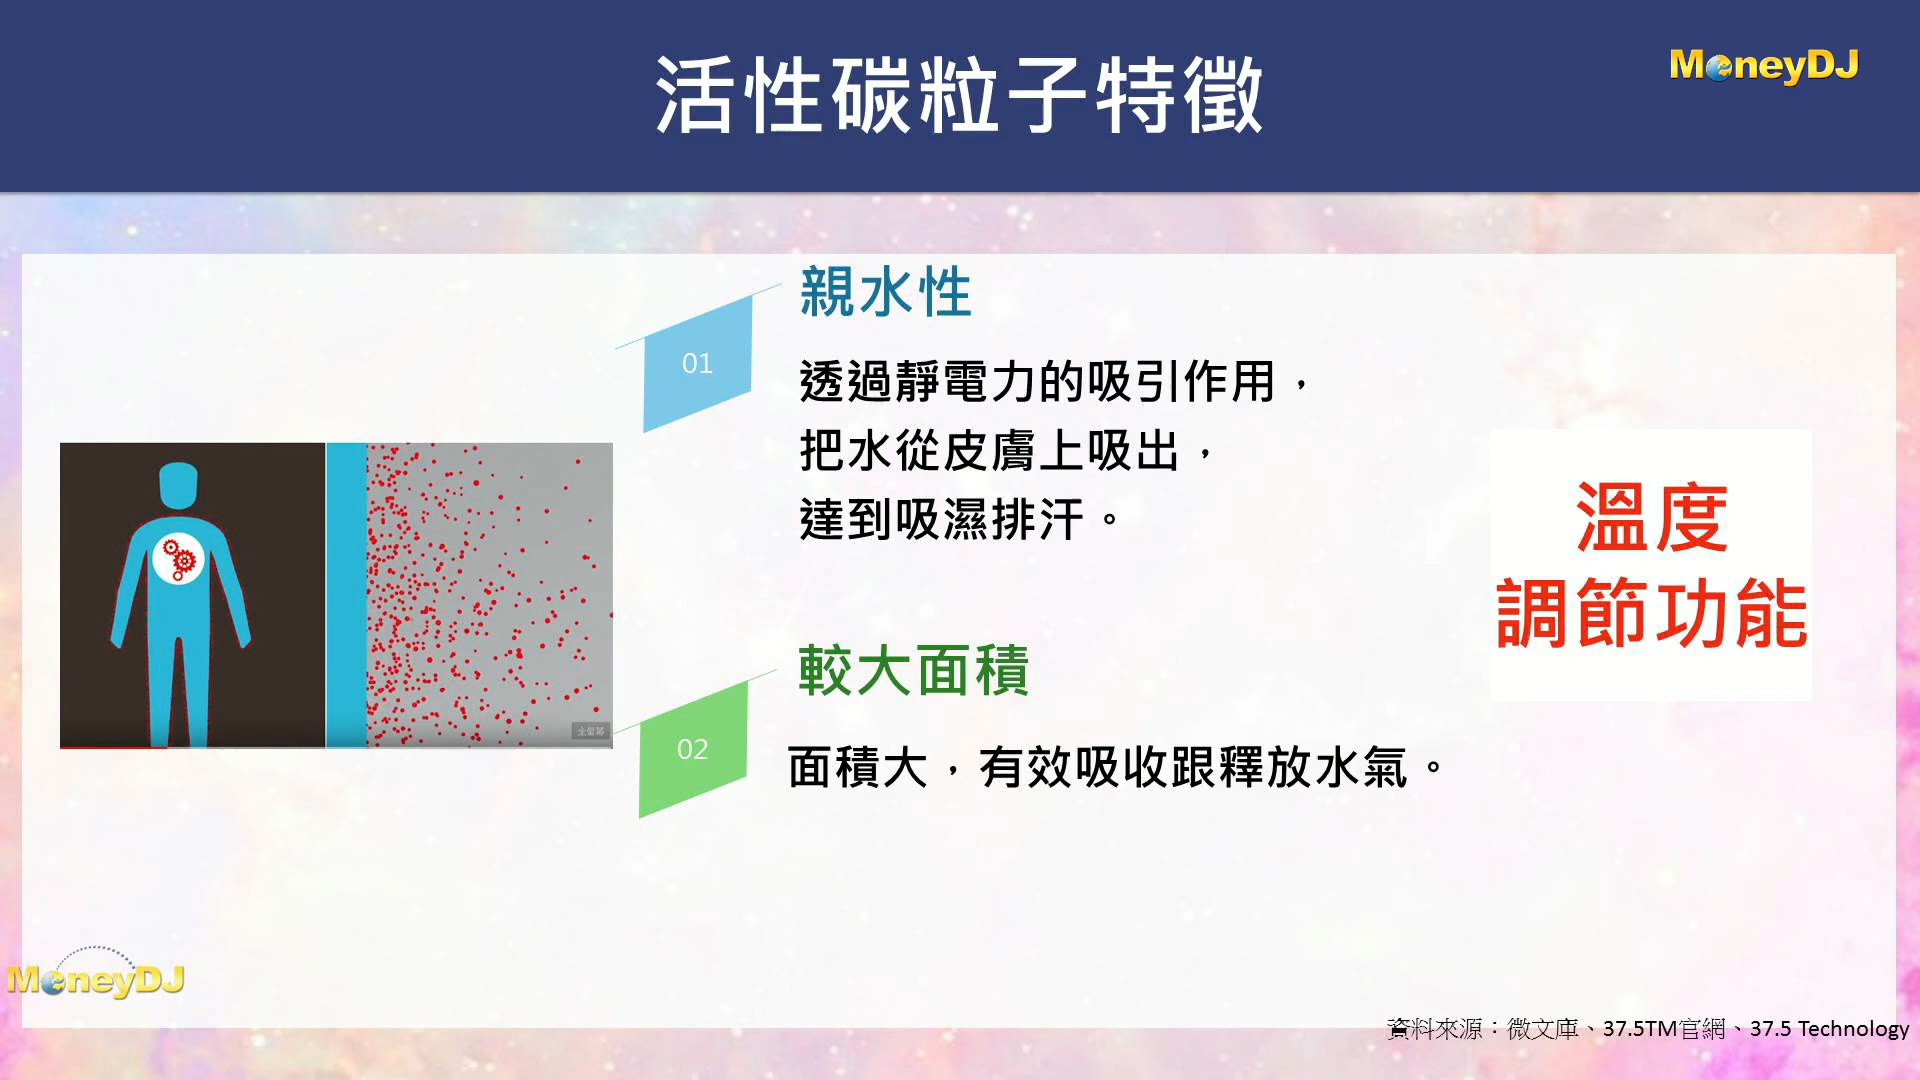 活性碳粒子特徵
MoneyDJ
01
親水性
透過靜電力的吸引作用，
把水從皮膚上吸出，
達到吸濕排汗。
溫度
調節功能
全螢幕
02
較大面積
面積大，有效吸收跟釋放水氣。
MoneyDJ
資料來源：微文庫、37.5TM官網、37.5 Technology